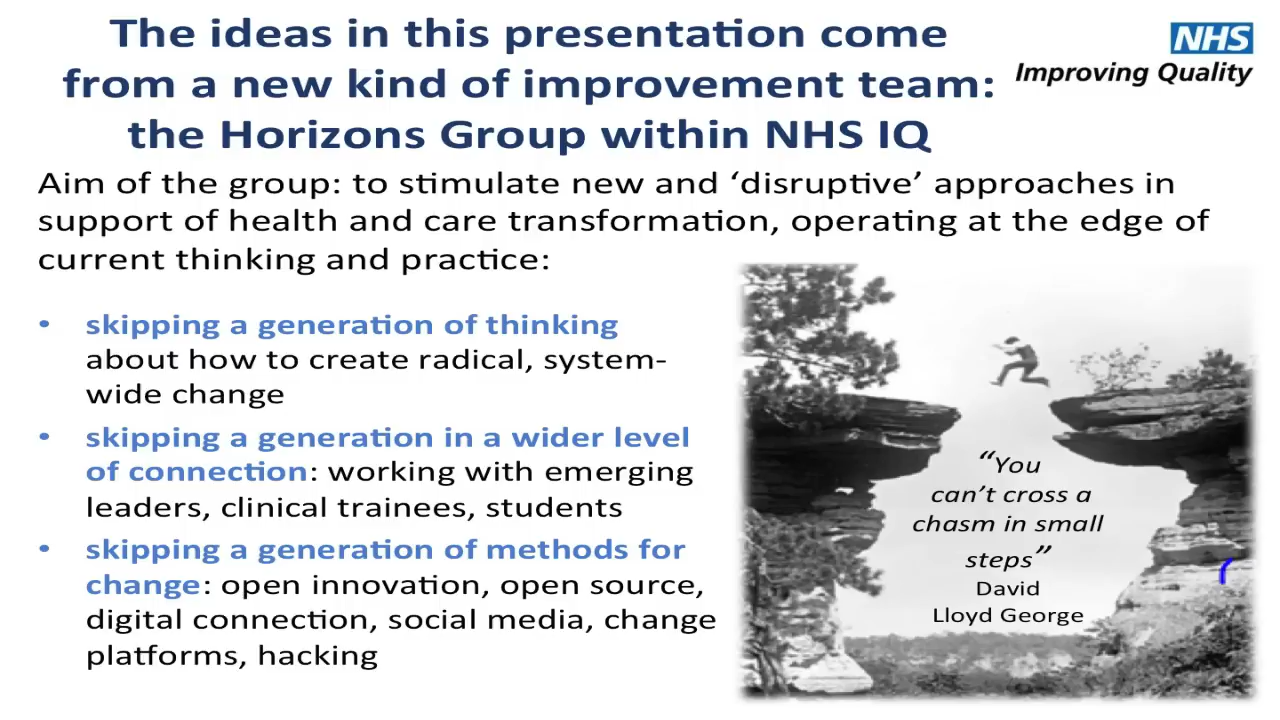 The ideas in this presentation come
from a new kind of improvement team:
the Horizons Group within NHS IQ
NHS
Improving Quality
Aim of the group: to stimulate new and ‘disruptive’ approaches in
support of health and care transformation, operating at the edge of
current thinking and practice:
• skipping a generation of thinking
about how to create radical, system-
wide change
• skipping a generation in a wider level
of connection: working with emerging
leaders, clinical trainees, students
• skipping a generation of methods for
change: open innovation, open source,
digital connection, social media, change
platforms, hacking
“You
can’t cross a
chasm in small
steps”
David
Lloyd George